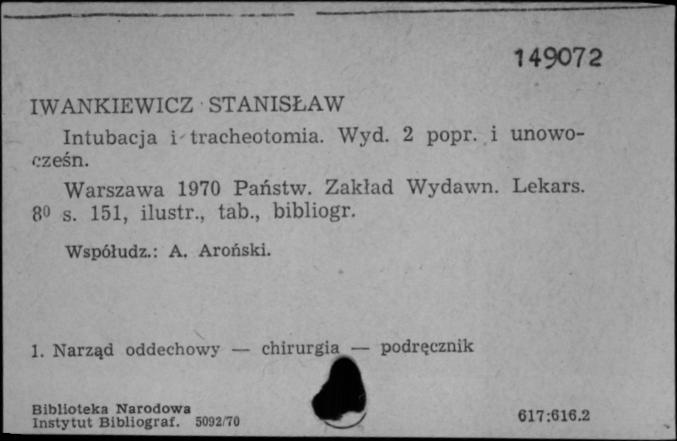 149072
IWANKIEWICZ STANISŁAW
Intubacja i tracheotomia. Wyd. 2 popr. i unowo-
cześn.
Warszawa 1970 Państw. Zakład Wydawn. Lekars.
8⁰ s. 151, ilustr., tab., bibliogr.
Współudz.: A. Aroński.
1. Narząd oddechowy — chirurgia — podręcznik
Biblioteka Narodowa
Instytut Bibliograf. 5092/70
617:616.2